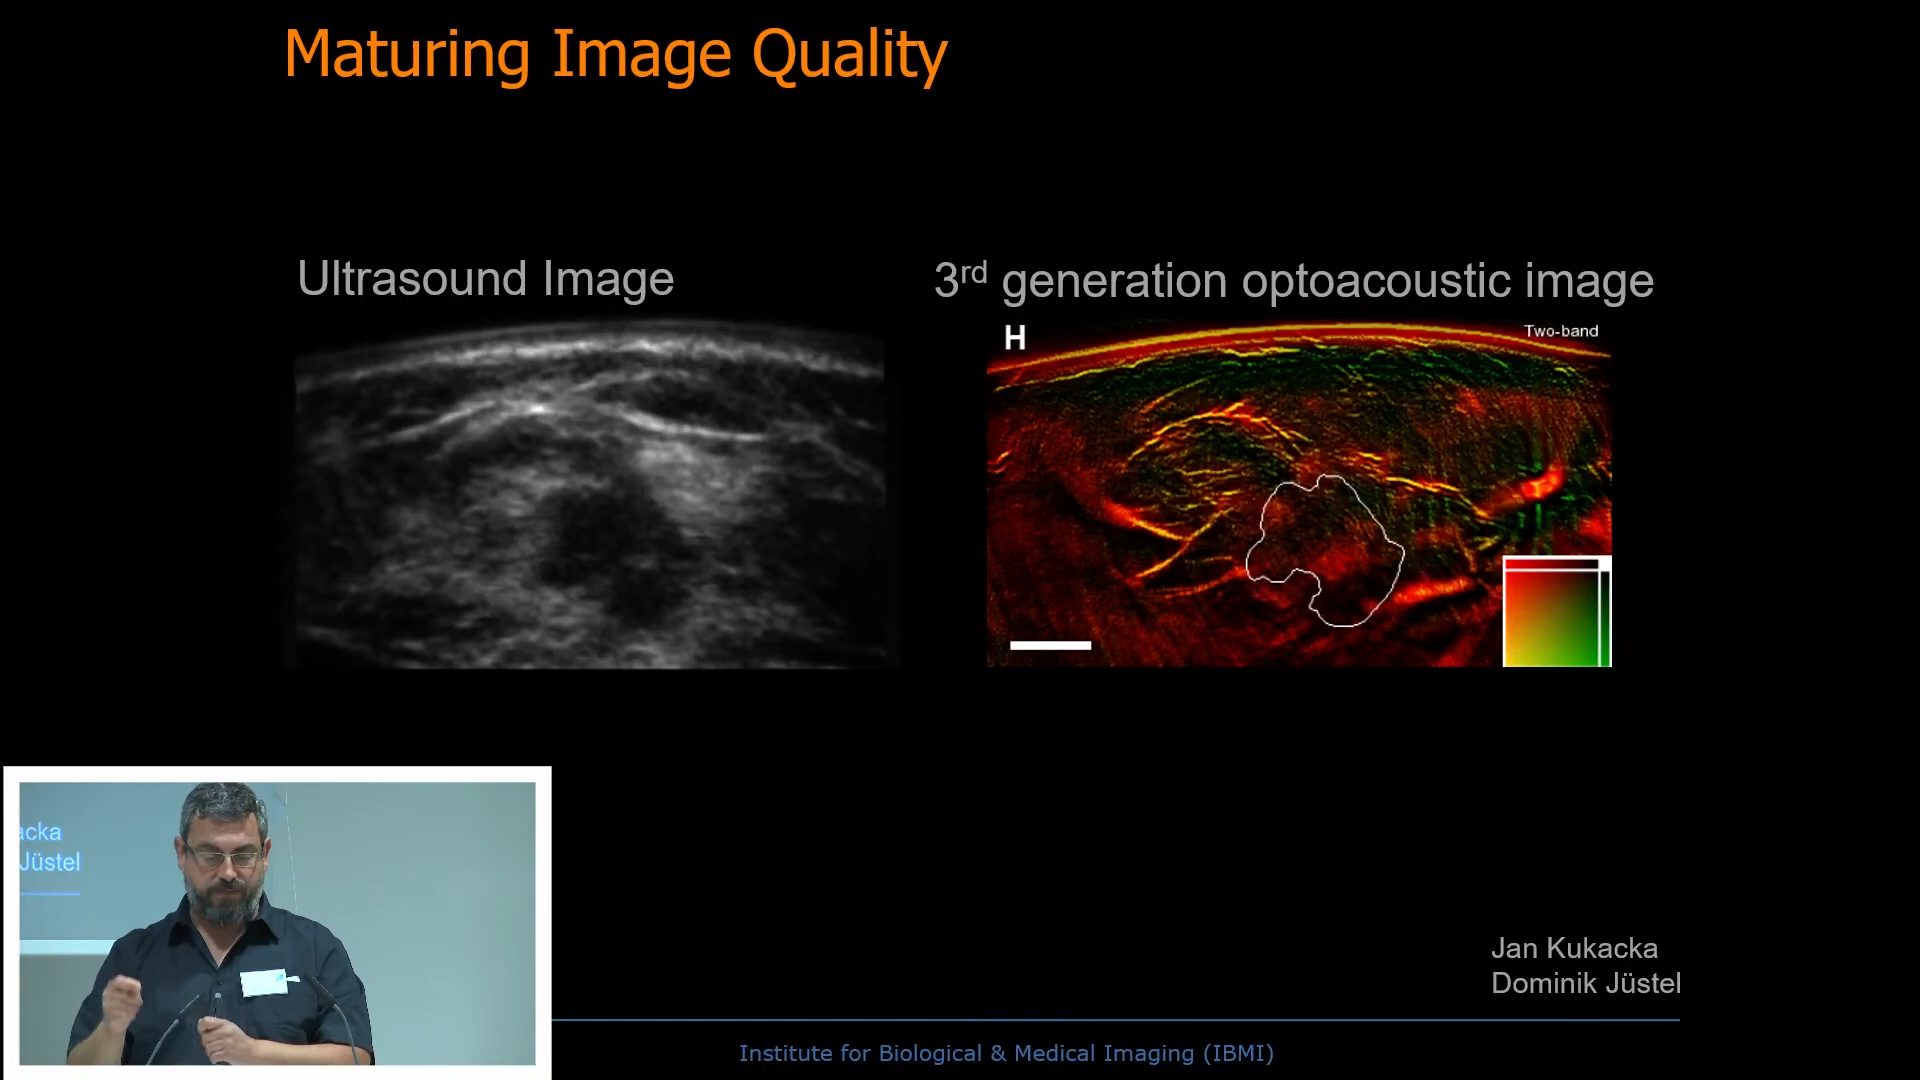 Maturing Image Quality
Ultrasound Image
3rd generation optoacoustic image
H
Two-band
acka
Jüstel
Jan Kukacka
Dominik Jüstel
Institute for Biological & Medical Imaging (IBMI)